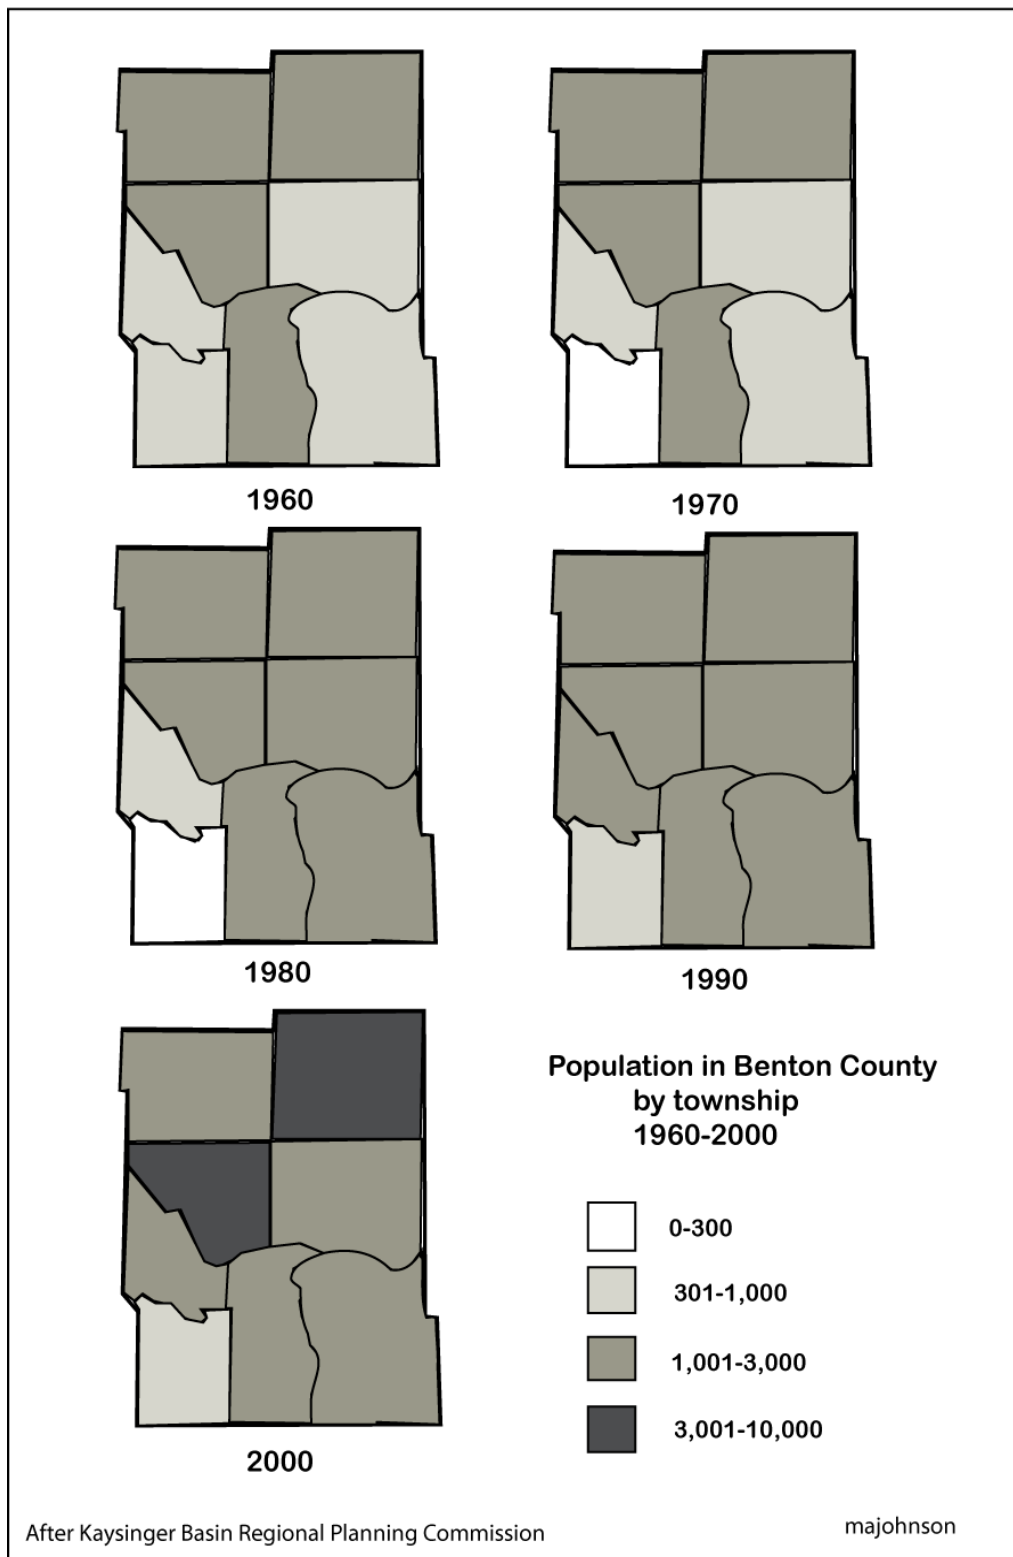 1960
1970
1980
1990
2000
Population in Benton County
by township
1960-2000
0-300
301-1,000
1,001-3,000
3,001-10,000
After Kaysinger Basin Regional Planning Commission
majohnson